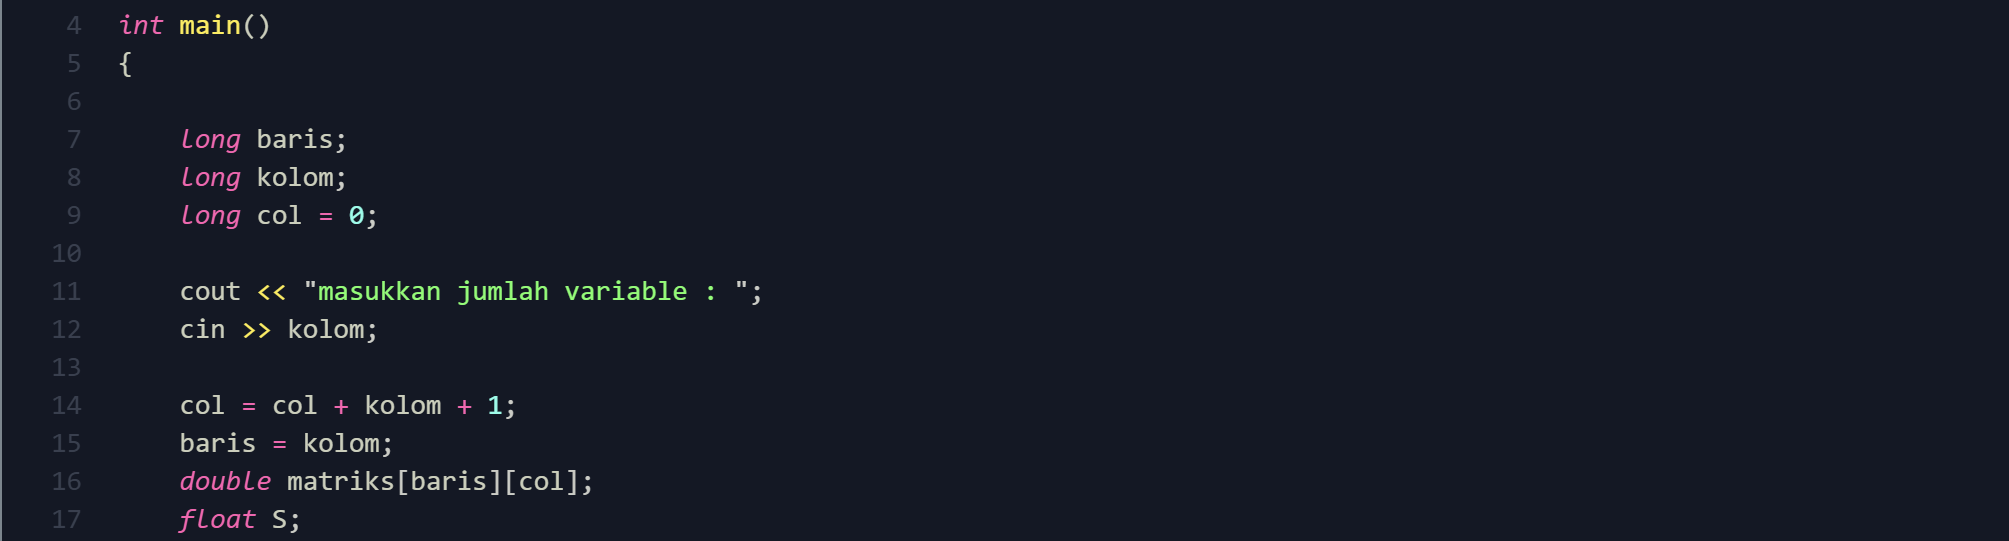 4 int main()
5 {
6
7 long baris;
8 long kolom;
9 long col = 0;
10
11 cout << "masukkan jumlah variable : ";
12 cin >> kolom;
13
14 col = col + kolom + 1;
15 baris = kolom;
16 double matriks[baris][col];
17 float S;